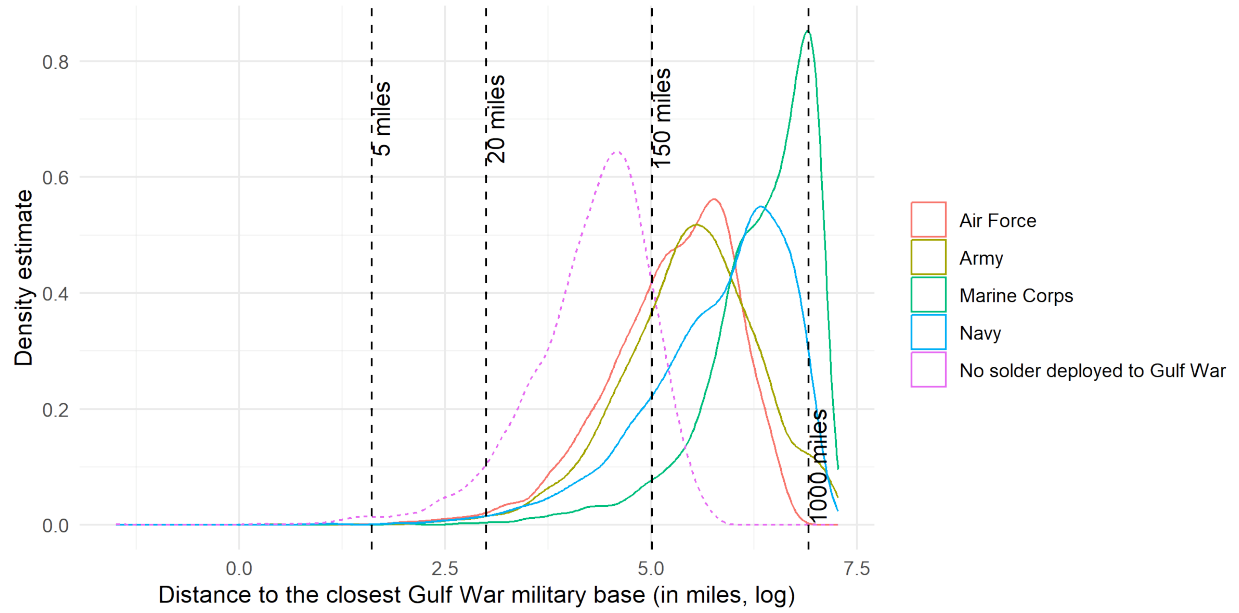 Density estimate
0.8
0.6
0.4
0.2
0.0
5 miles
20 miles
150 miles
1000 miles
0.0
2.5
5.0
7.5
Distance to the closest Gulf War military base (in miles, log)
Air Force
Army
Marine Corps
Navy
No solder deployed to Gulf War